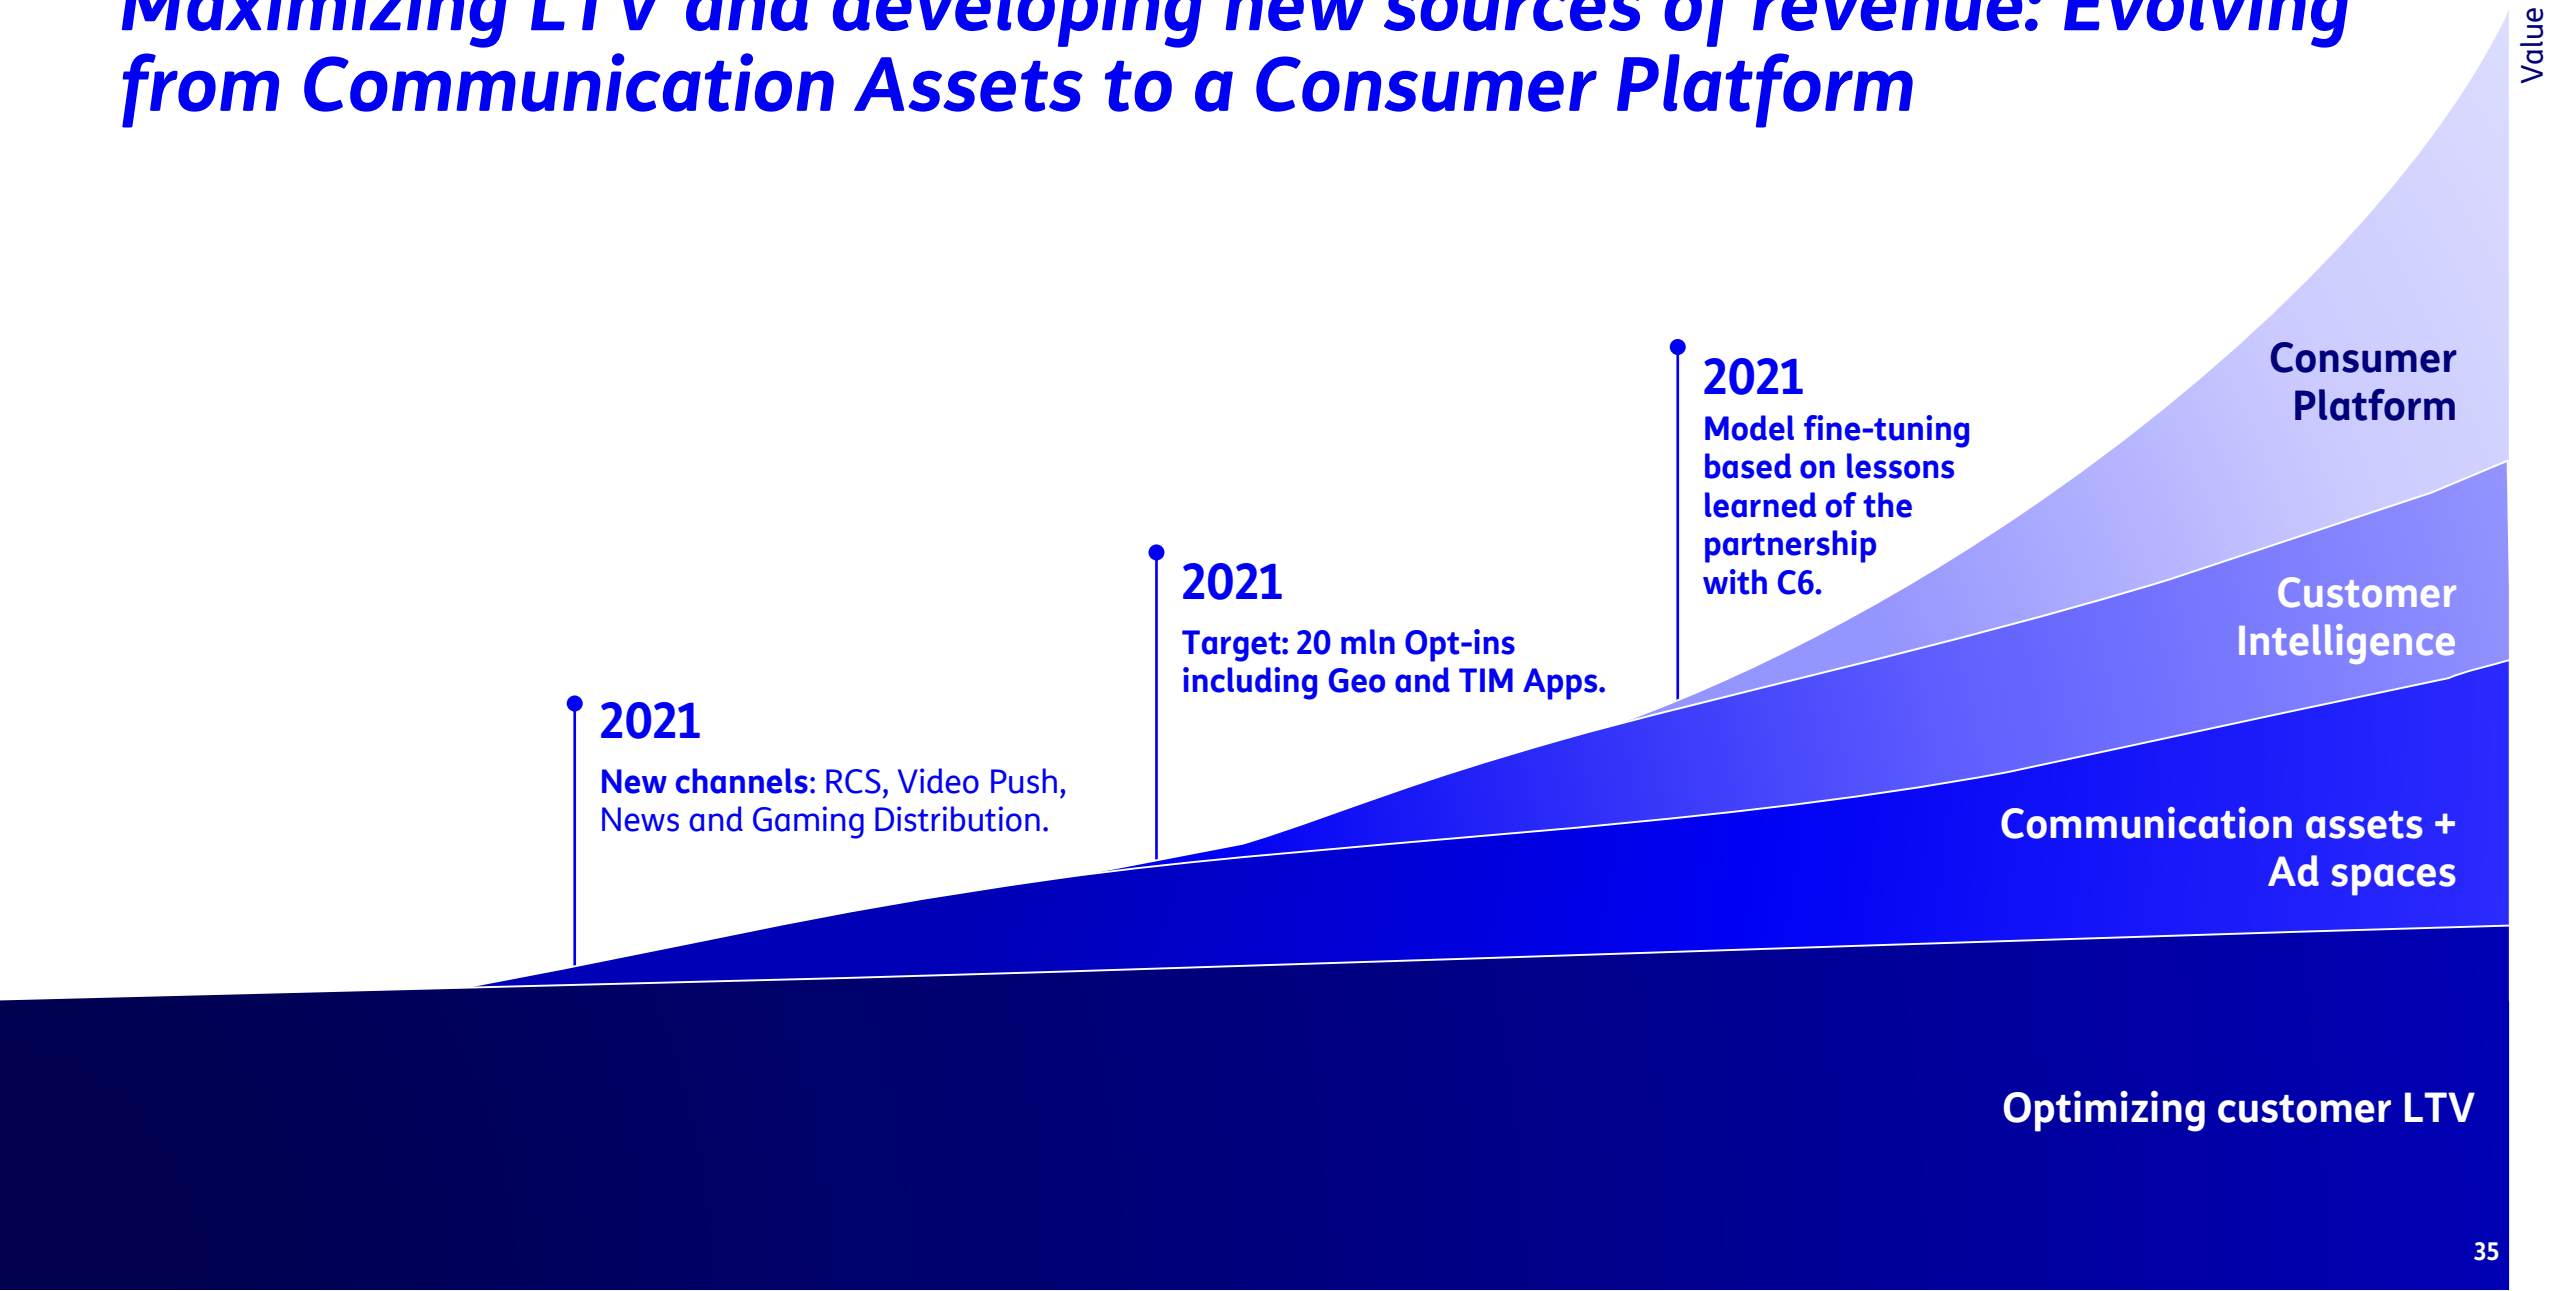 Maximizing LTV and developing new sources of revenue: Evolving
from Communication Assets to a Consumer Platform
Value
2021
Model fine-tuning
based on lessons
learned of the
partnership
with C6.
Consumer
Platform
2021
Target: 20 mln Opt-ins
including Geo and TIM Apps.
Customer
Intelligence
2021
New channels: RCS, Video Push,
News and Gaming Distribution.
Communication assets +
Ad spaces
Optimizing customer LTV
35